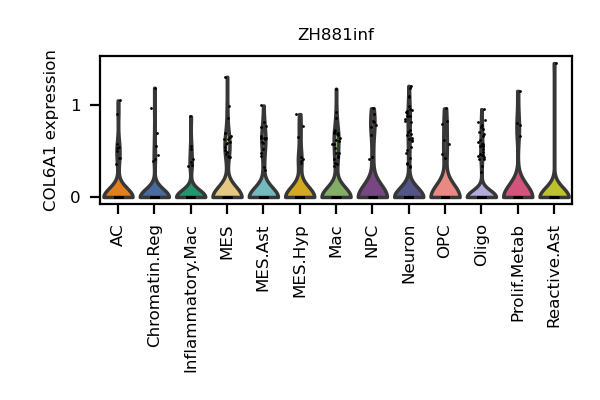 ZH881inf
COL6A1 expression
1
0
AC
Chromatin.Reg
Inflammatory.Mac
MES
MES.Ast
MES.Hyp
Mac
NPC
Neuron
OPC
Oligo
Prolif.Metab
Reactive.Ast